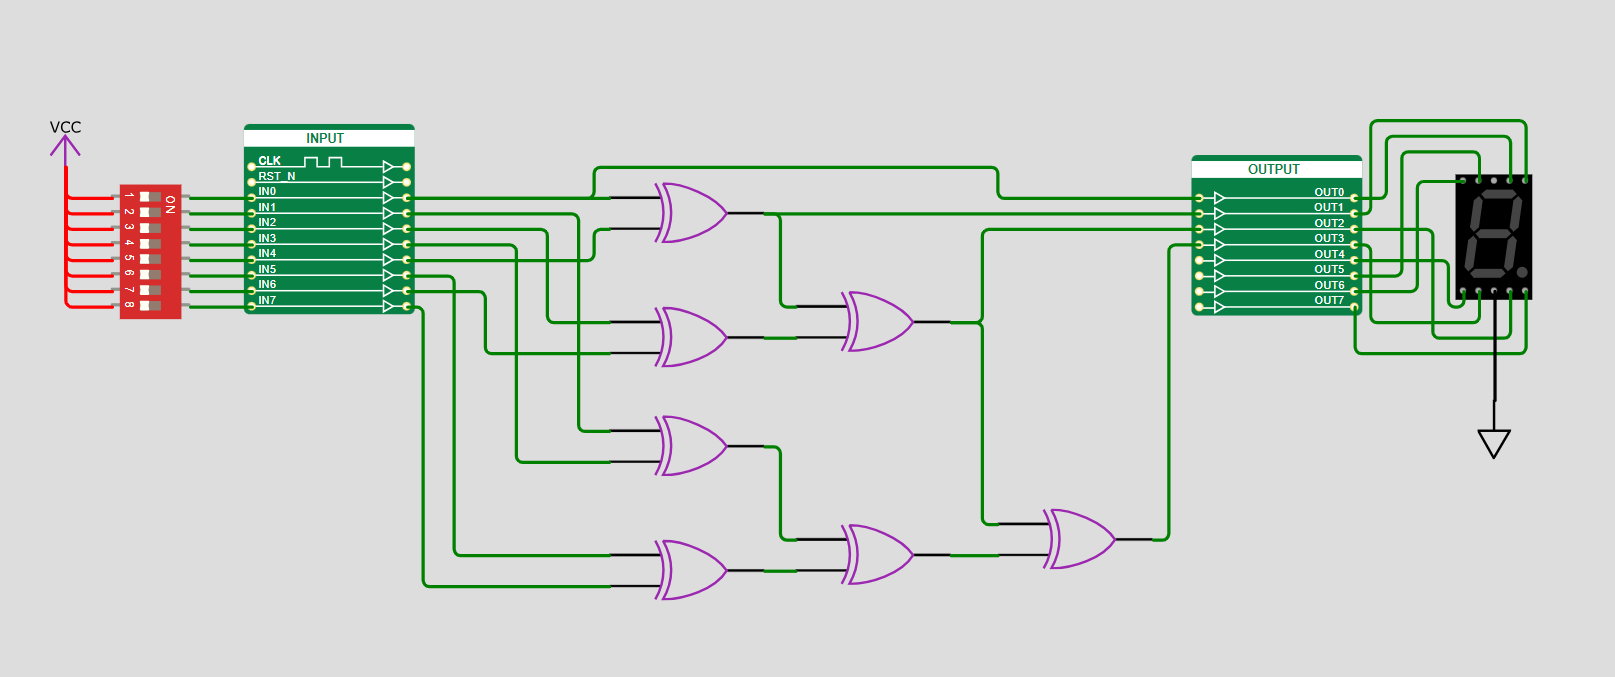 VCC
1
2
3
4
5
6
7
8
ON
INPUT
CLK
RST_N
IN0
IN1
IN2
IN3
IN4
IN5
IN6
IN7
OUTPUT
OUT0
OUT1
OUT2
OUT3
OUT4
OUT5
OUT6
OUT7